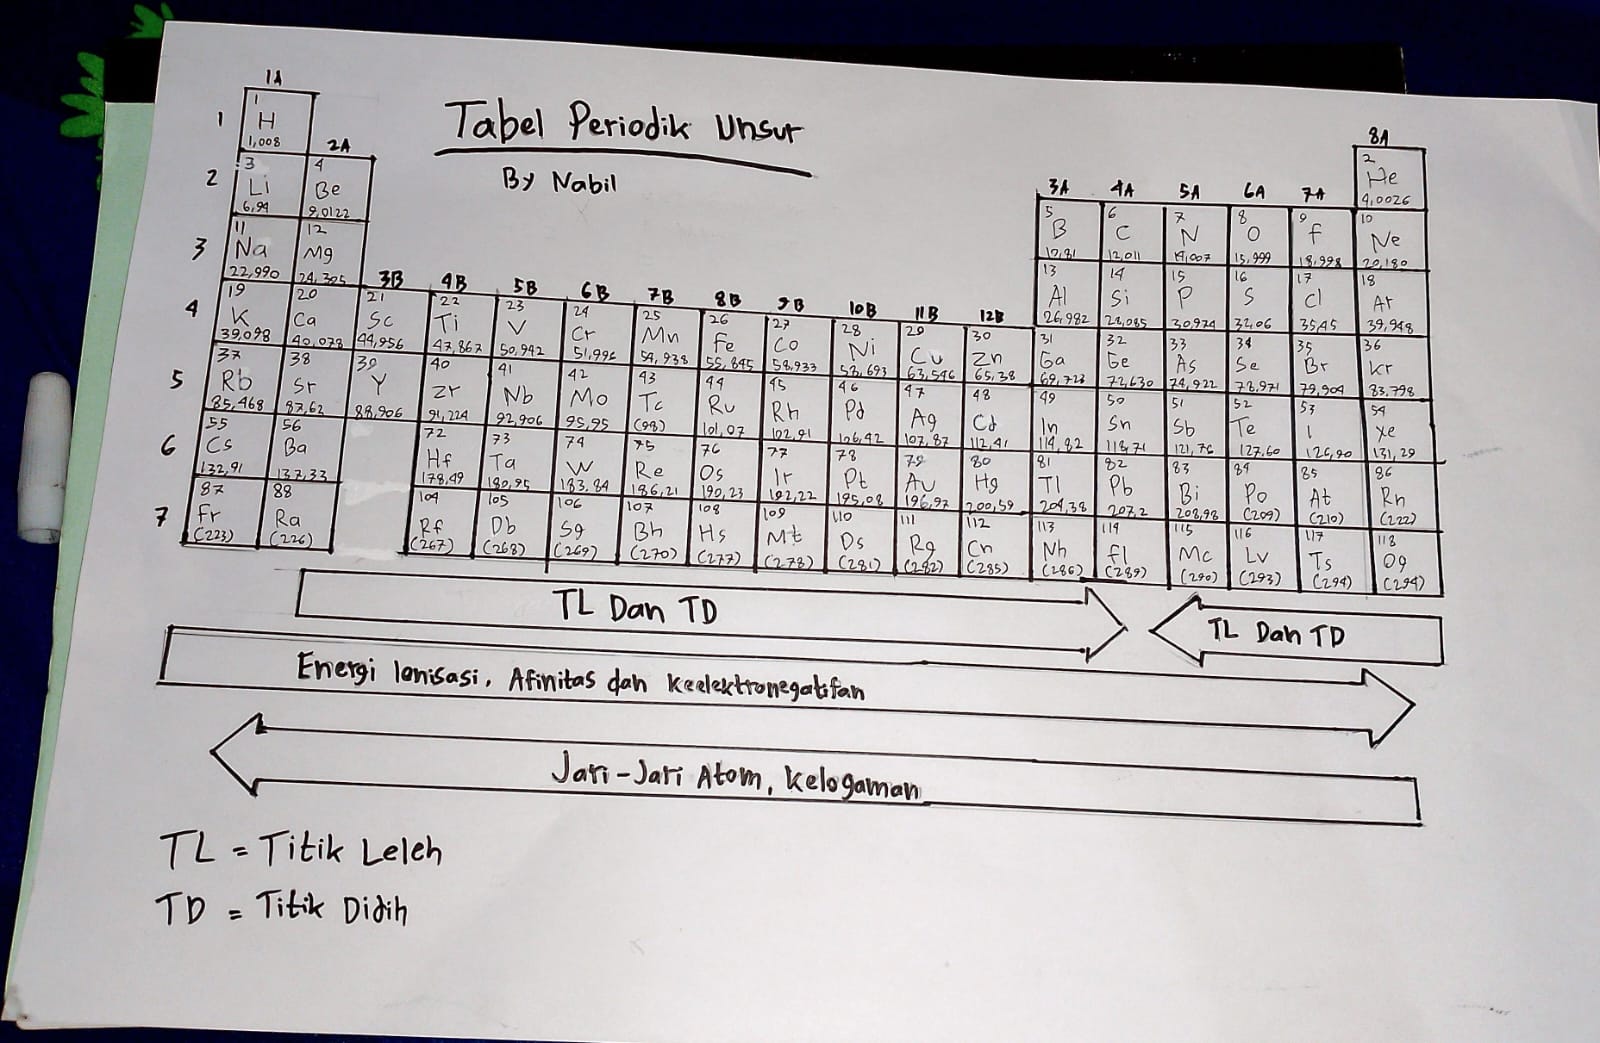 1A
Tabel Periodik Unsur
By Nabil
8A
2A
3A 4A 5A 6A 7A
3B 4B 5B 6B 7B 8B 9B 10B 11B 12B
1
1 2
H He
1,008 4,0026
2
3 4 5 6 7 8 9 10
Li Be B C N O F Ne
6,94 9,0122 12,011 14,007 15,999 18,998 20,180
3
11 12 13 14 15 16 17 18
Na Mg Al Si P S Cl Ar
22,990 24,305 26,982 28,085 30,974 32,06 35,45 39,948
4
19 20 21 22 23 24 25 26 27 28 29 30 31 32 33 34 35 36
K Ca Sc Ti V Cr Mn Fe Co Ni Cu Zn Ga Ge As Se Br Kr
39,098 40,078 44,956 47,867 50,942 51,996 54,938 55,845 58,933 58,693 63,546 65,38 69,723 72,630 74,922 78,971 79,904 83,798
5
37 38 39 40 41 42 43 44 45 46 47 48 49 50 51 52 53 54
Rb Sr Y Zr Nb Mo Tc Ru Rh Pd Ag Cd In Sn Sb Te I Xe
85,468 87,62 88,906 91,224 92,906 95,95 (98) 101,07 102,91 106,42 107,87 112,41 114,82 118,71 121,76 127,60 126,90 131,29
6
55 56 72 73 74 75 76 77 78 79 80 81 82 83 84 85 86
Cs Ba Hf Ta W Re Os Ir Pt Au Hg Tl Pb Bi Po At Rn
132,91 137,33 178,49 180,95 183.84 186,21 190,23 192,22 195,08 196,97 200,59 204,38 207,2 208,98 (209) (210) (222)
7
87 88 104 105 106 107 108 109 110 111 112 113 114 115 116 117 118
Fr Ra Rf Db Sg Bh Hs Mt Ds Rg Cn Nh Fl Mc Lv Ts Og
(223) (226) (267) (268) (269) (270) (277) (278) (281) (282) (285) (286) (289) (290) (293) (294) (294)
TL Dan TD
TL Dan TD
Energi Ionisasi, Afinitas dan Keelektronegatifan
Jari-Jari Atom, Kelogaman
TL = Titik Leleh
TD = Titik Didih